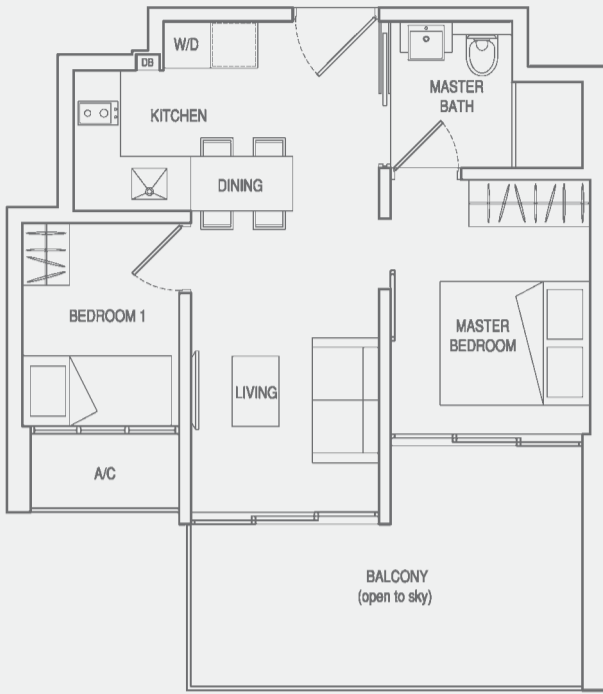 W/D
DB
KITCHEN
MASTER
BATH
DINING
BEDROOM 1
MASTER
BEDROOM
LIVING
A/C
BALCONY
(open to sky)